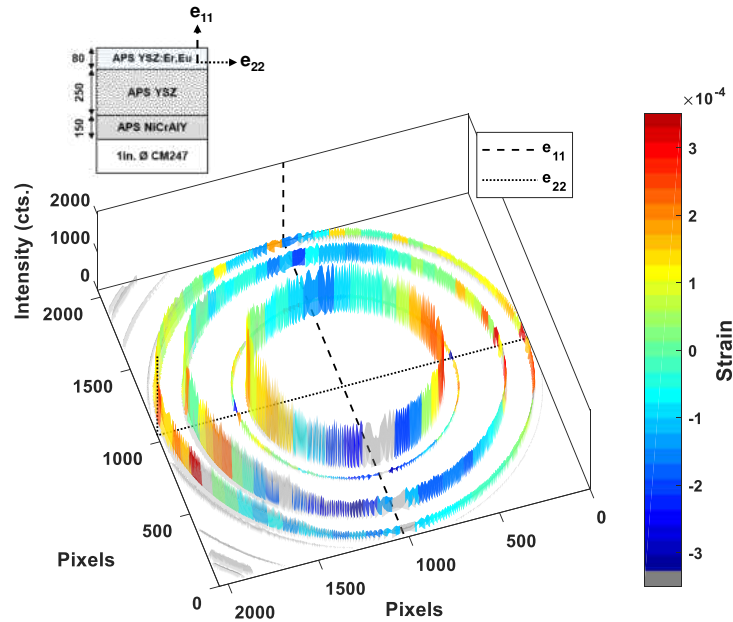 e11
APS YSZ:Er,Eu
e22
80
APS YSZ
250
APS NiCrAlY
150
1in. Ø CM247
×10-4
e11
e22
Intensity (cts.)
2000
1000
0
2000
1500
1000
500
0
Pixels
2000
1500
1000
500
0
Pixels
3
2
1
0
-1
-2
-3
Strain